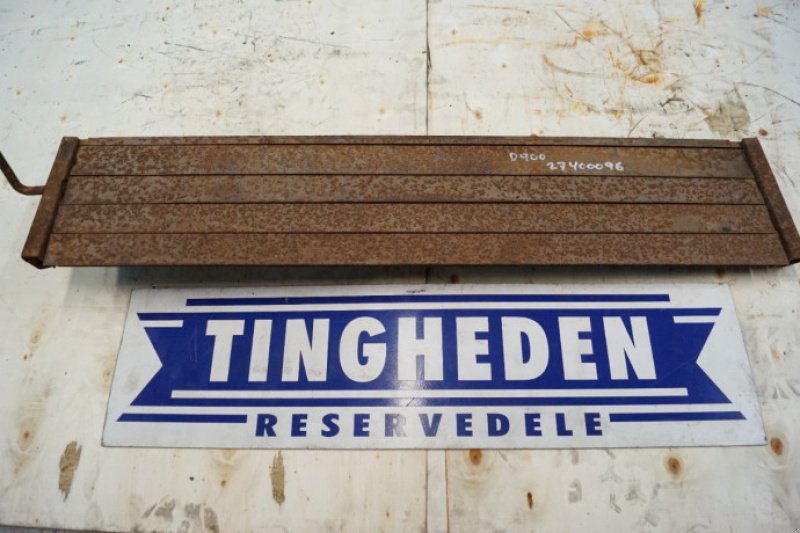 D900
27400096
TINGHEDEN
RESERVEDELE